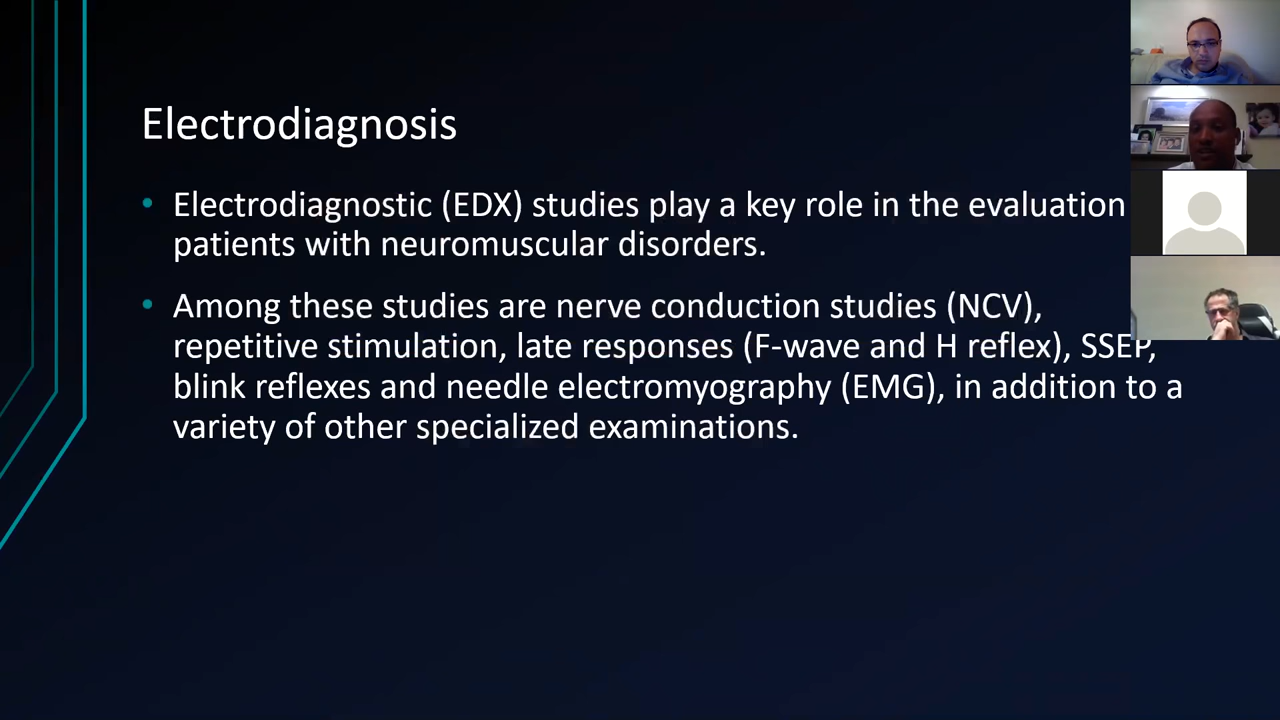 Electrodiagnosis
• Electrodiagnostic (EDX) studies play a key role in the evaluation
patients with neuromuscular disorders.
• Among these studies are nerve conduction studies (NCV),
repetitive stimulation, late responses (F-wave and H reflex), SSEP,
blink reflexes and needle electromyography (EMG), in addition to a
variety of other specialized examinations.